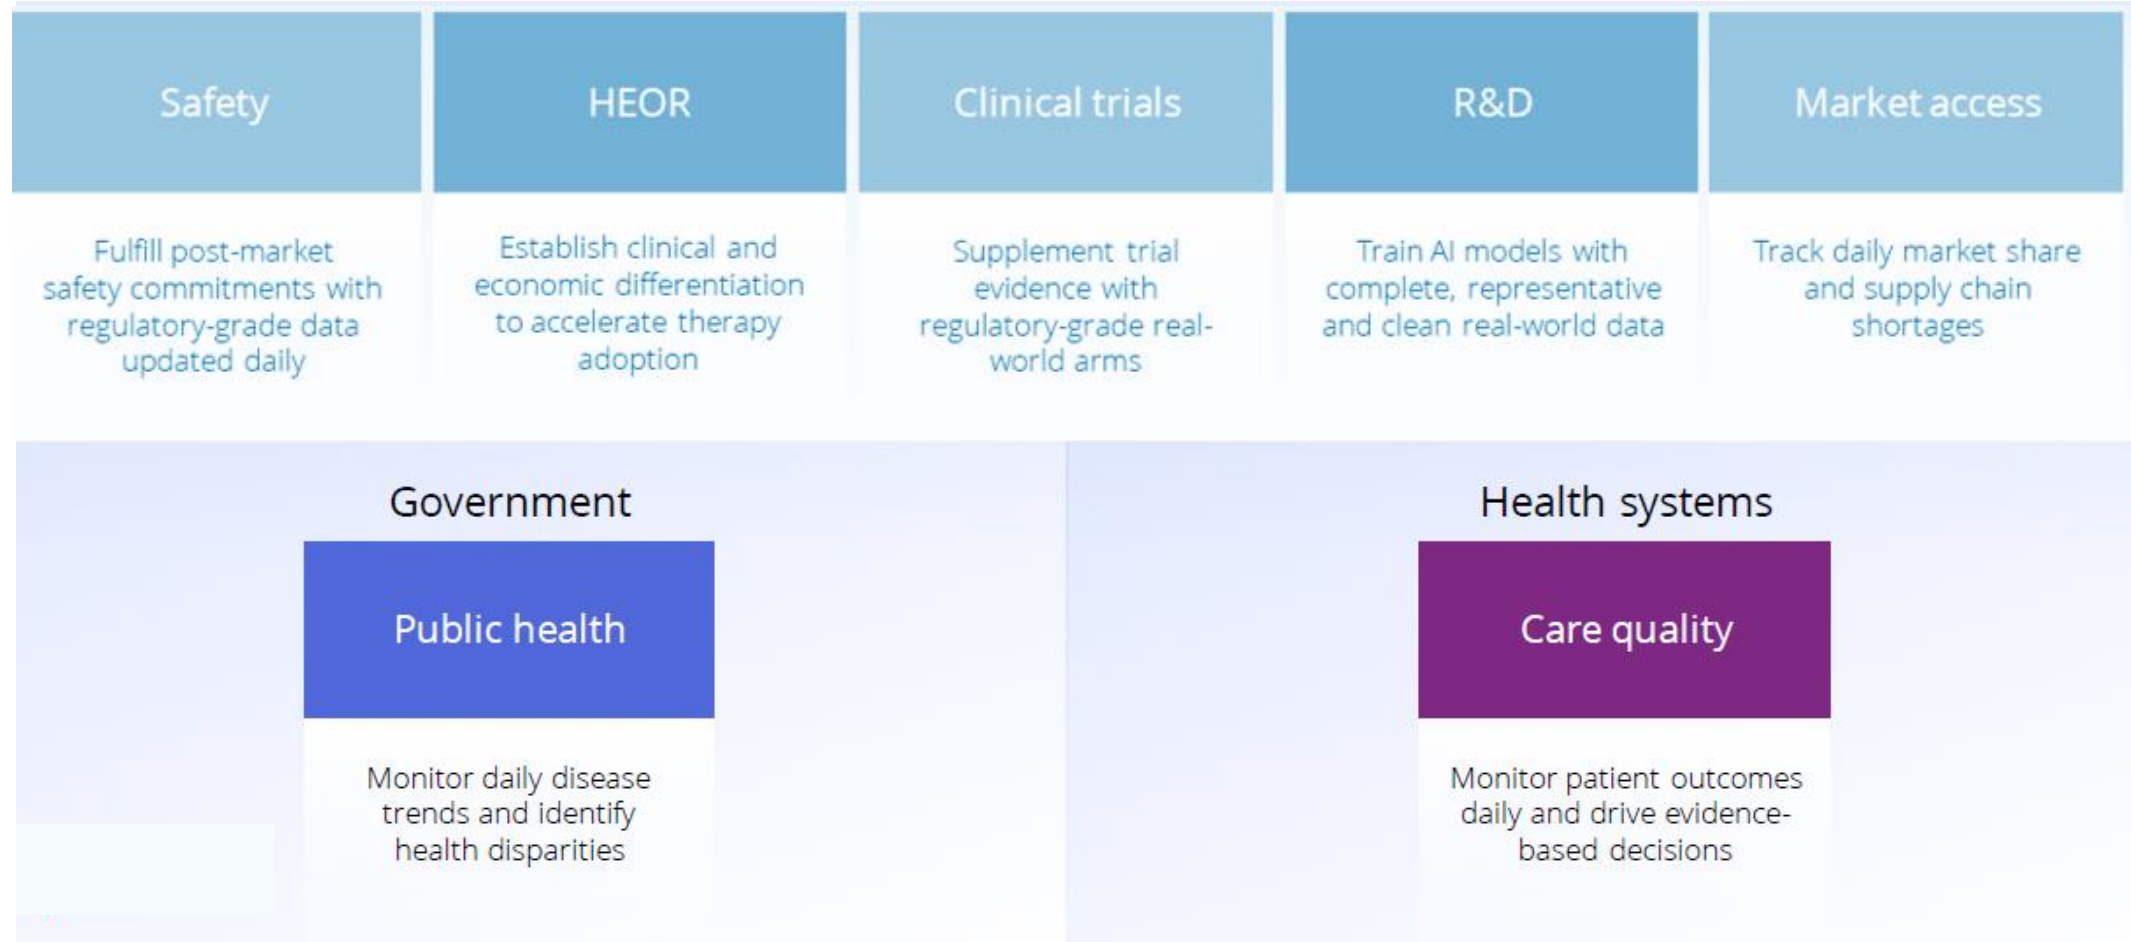 Safety
HEOR
Clinical trials
R&D
Market access
Fulfill post-market
safety commitments with
regulatory-grade data
updated daily
Establish clinical and
economic differentiation
to accelerate therapy
adoption
Supplement trial
evidence with
regulatory-grade real-
world arms
Train AI models with
complete, representative
and clean real-world data
Track daily market share
and supply chain
shortages
Government
Public health
Monitor daily disease
trends and identify
health disparities
Health systems
Care quality
Monitor patient outcomes
daily and drive evidence-
based decisions